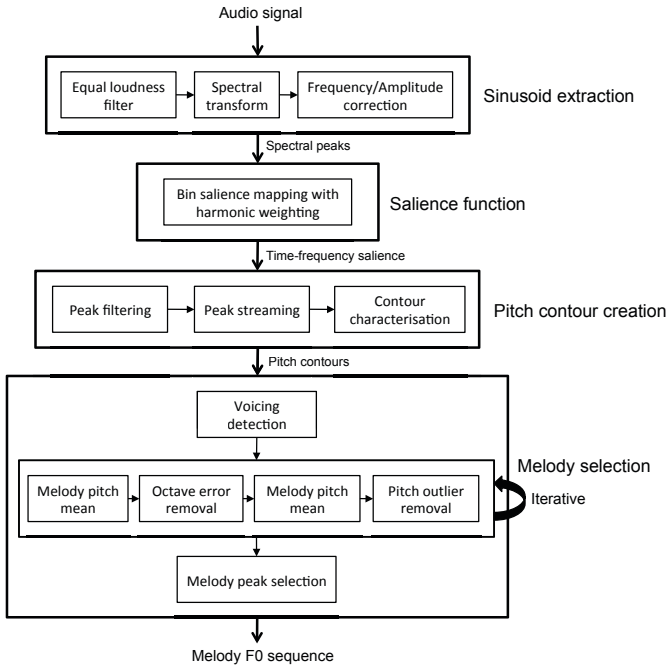 Audio signal
Equal loudness
filter
Spectral
transform
Frequency/Amplitude
correction
Sinusoid extraction
Spectral peaks
Bin salience mapping with
harmonic weighting
Salience function
Time-frequency salience
Peak filtering
Peak streaming
Contour
characterisation
Pitch contour creation
Pitch contours
Voicing
detection
Melody selection
Melody pitch
mean
Octave error
removal
Melody pitch
mean
Pitch outlier
removal
Iterative
Melody peak selection
Melody F0 sequence